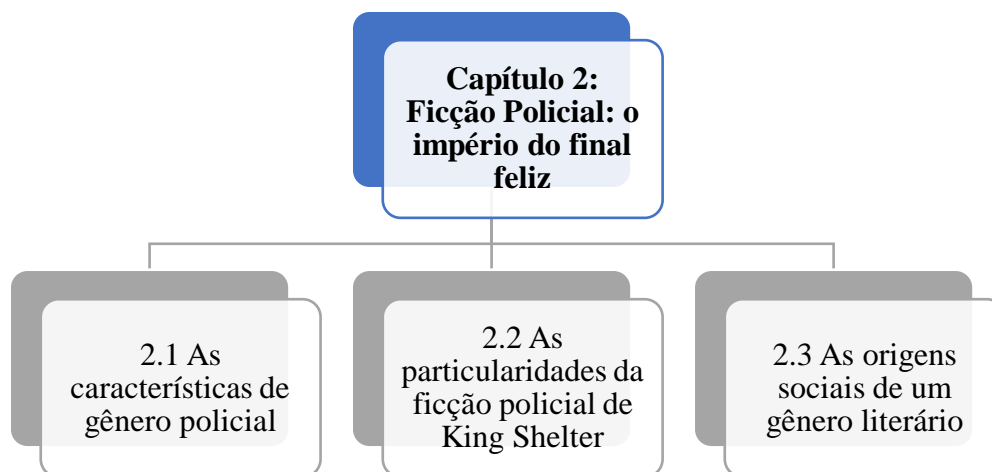 Capítulo 2:
Ficção Policial: o
império do final
feliz
2.1 As
características de
gênero policial
2.2 As
particularidades da
ficção policial de
King Shelter
2.3 As origens
sociais de um
gênero literário